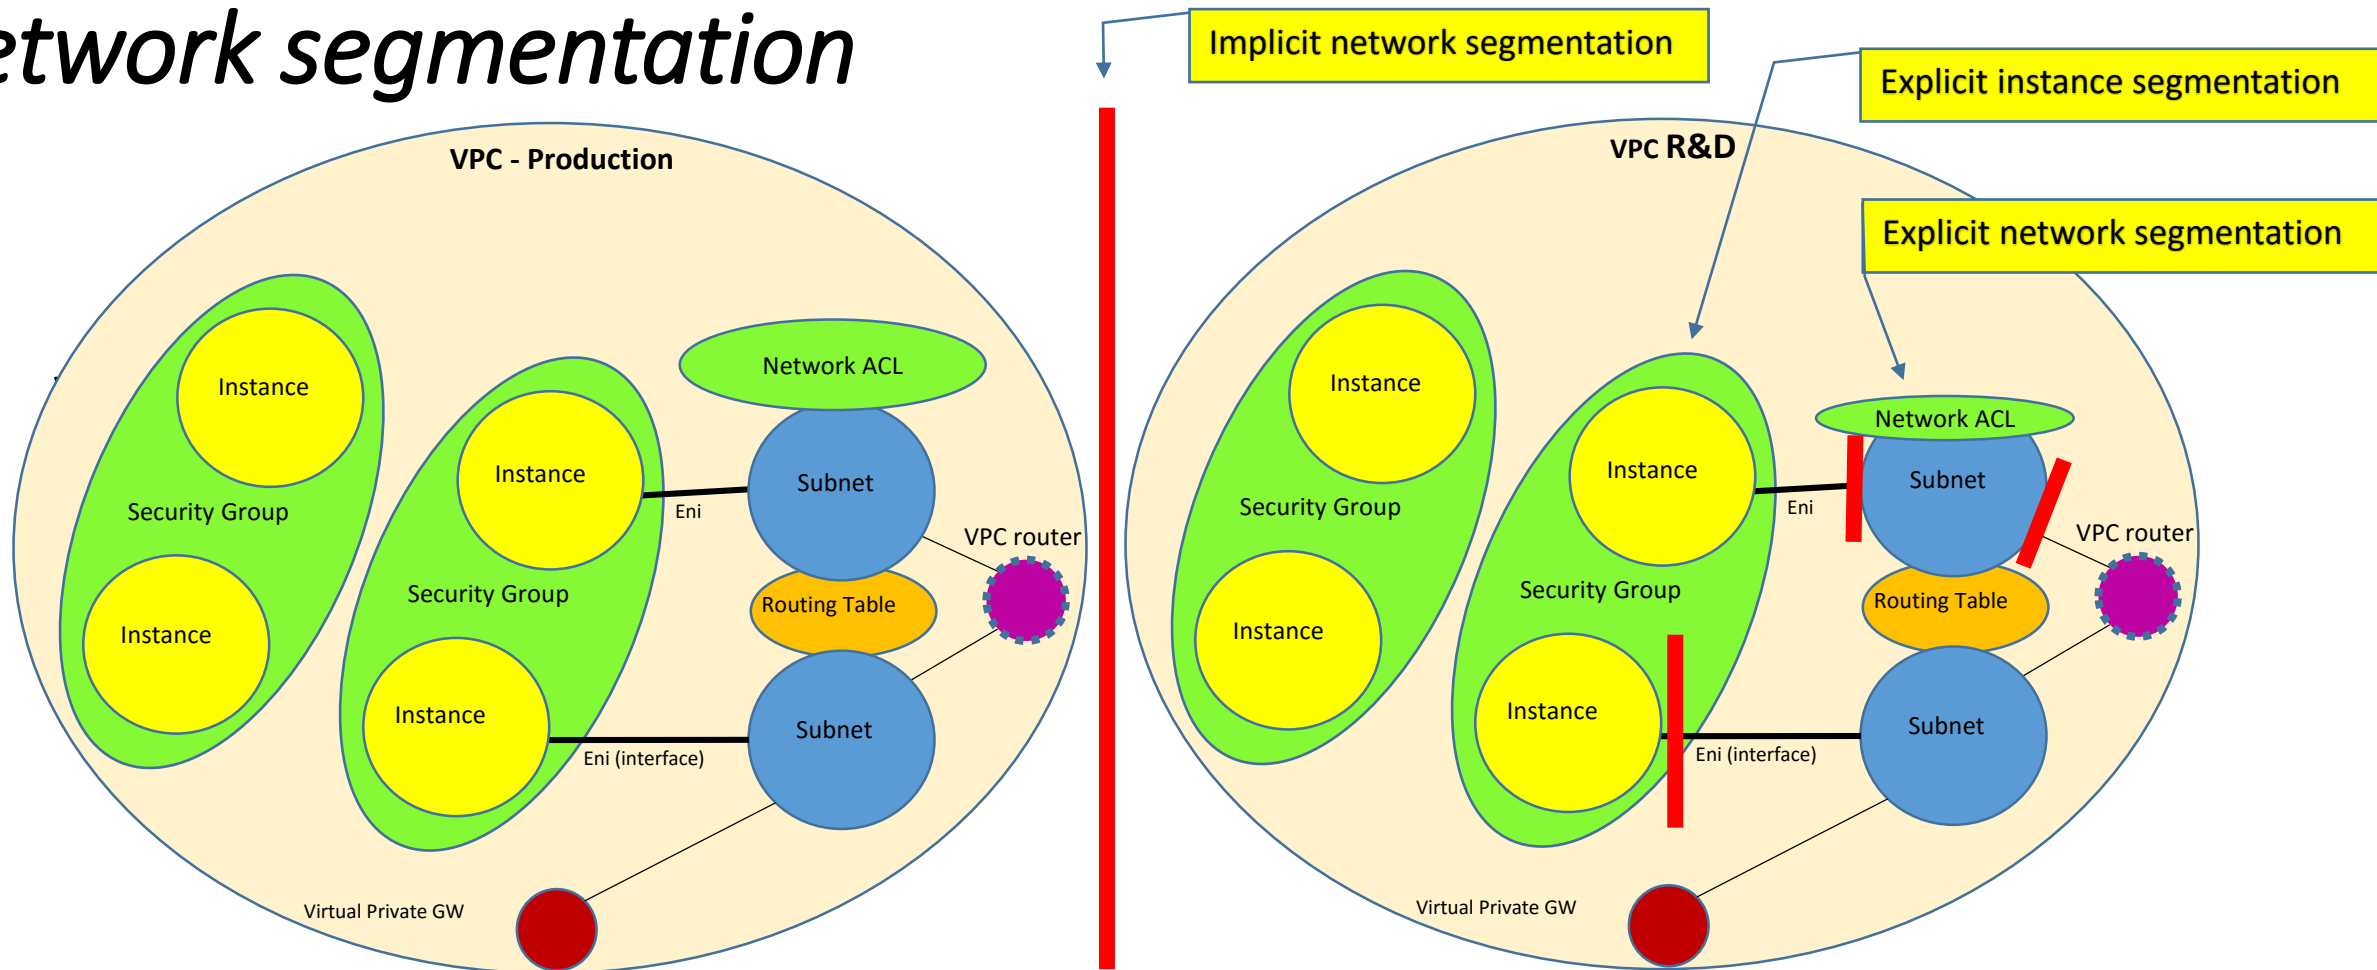 etwork segmentation
Implicit network segmentation
Explicit instance segmentation
Explicit network segmentation
VPC - Production
Instance
Security Group
Instance
Instance
Security Group
Instance
Network ACL
Subnet
Eni
VPC router
Routing Table
Subnet
Eni (interface)
Virtual Private GW
VPC R&D
Instance
Security Group
Instance
Instance
Security Group
Instance
Network ACL
Subnet
Eni
VPC router
Routing Table
Subnet
Eni (interface)
Virtual Private GW